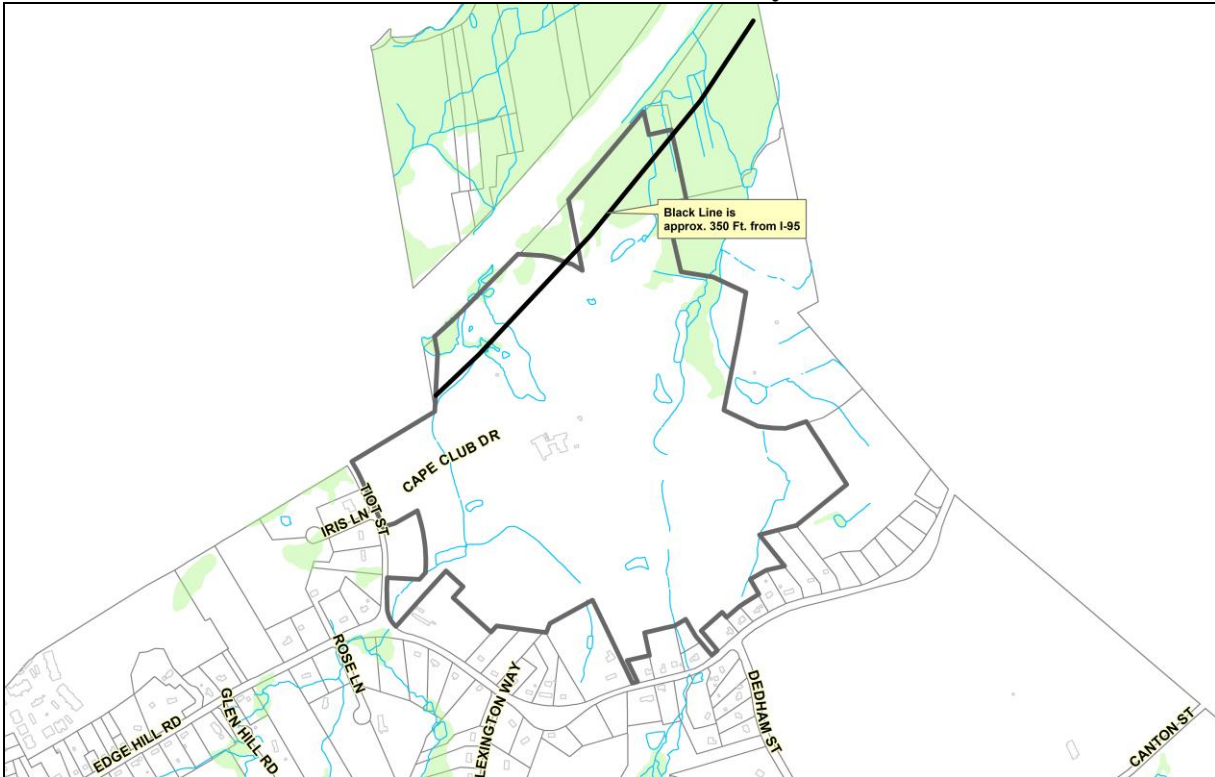 Black Line is
approx. 350 Ft. from I-95
CAPE CLUB DR
TIOT ST
IRIS LN
ROSE LN
GLEN HILL RD
EDGE HILL RD
LEXINGTON WAY
DEDHAM ST
CANTON ST